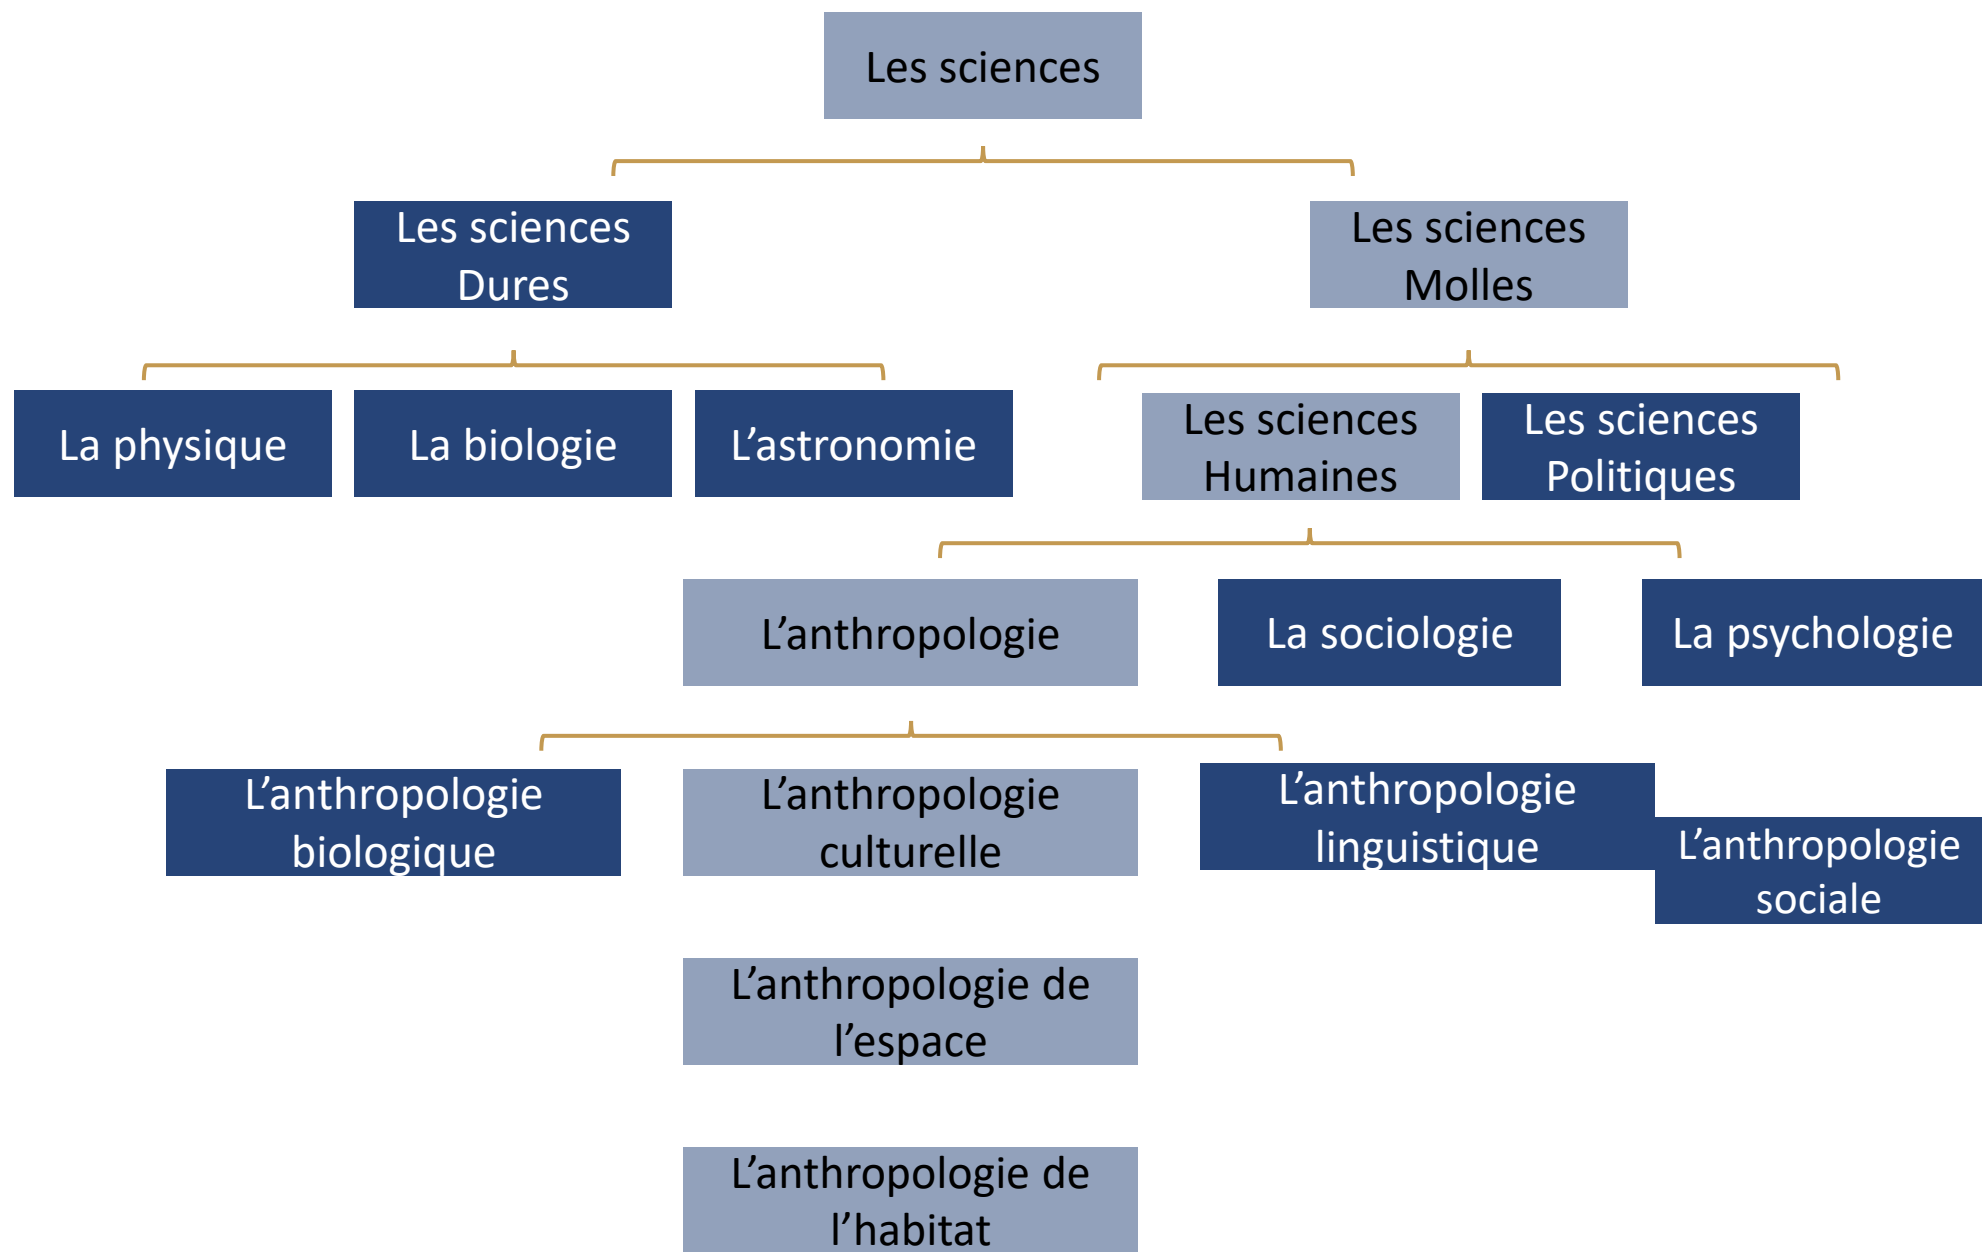 Les sciences
Les sciences
Dures
Les sciences
Molles
La physique
La biologie
L’astronomie
Les sciences
Humaines
Les sciences
Politiques
L’anthropologie
La sociologie
La psychologie
L’anthropologie
biologique
L’anthropologie
culturelle
L’anthropologie
linguistique
L’anthropologie
sociale
L’anthropologie de
l’espace
L’anthropologie de
l’habitat